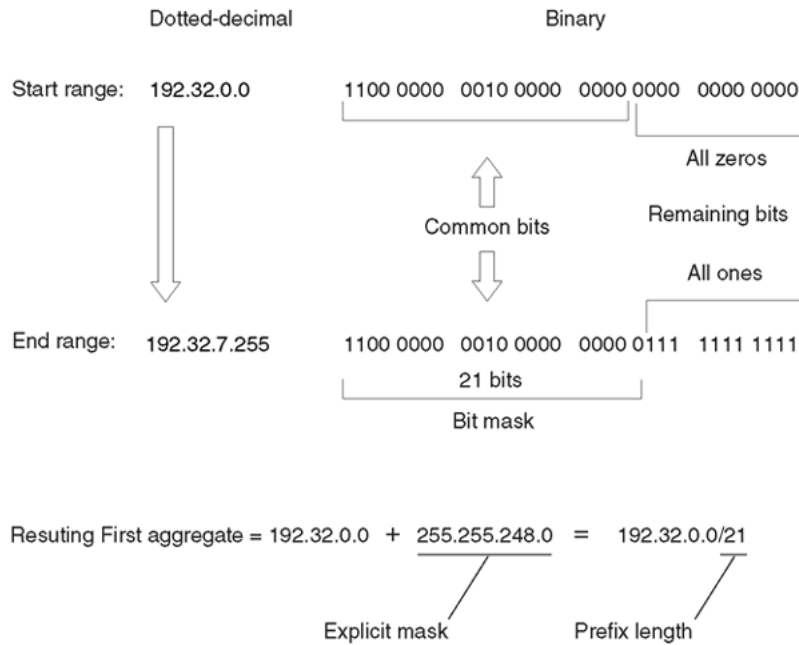 Dotted-decimal Binary
Start range: 192.32.0.0 1100 0000 0010 0000 0000 0000 0000 0000
All zeros
Common bits
Remaining bits
All ones
End range: 192.32.7.255 1100 0000 0010 0000 0000 0111 1111 1111
21 bits
Bit mask
Resuting First aggregate = 192.32.0.0 + 255.255.248.0 = 192.32.0.0/21
Explicit mask Prefix length